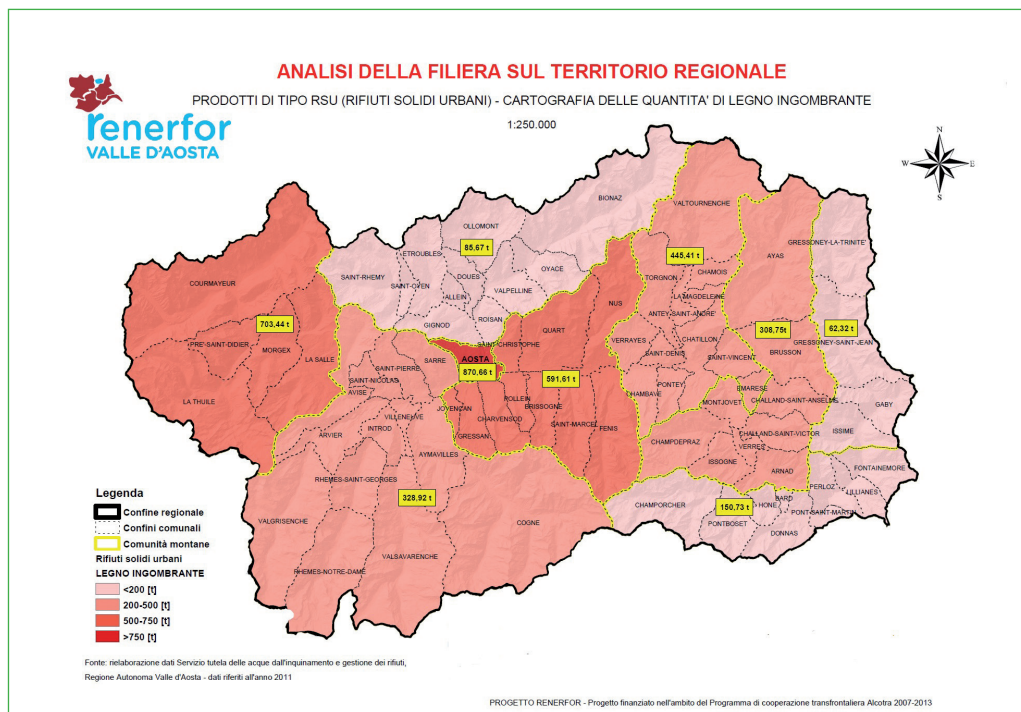 ANALISI DELLA FILIERA SUL TERRITORIO REGIONALE
PRODOTTI DI TIPO RSU (RIFIUTI SOLIDI URBANI) - CARTOGRAFIA DELLE QUANTITA' DI LEGNO INGOMBRANTE
1:250.000
renerfor
VALLE D'AOSTA
N
W
E
S
BIONAZ
VALTOURNENCHE
OLLOMONT
GRESSONEY-LA-TRINITE'
85,67 t
ETROUBLES
445,41 t
AYAS
SAINT-RHEMY
OYACE
DOUES
CHAMOIS
TORGNON
COURMAYEUR
SAINT-OYEN
VALPELLINE
ALLEIN
LA MAGDELEINE
NUS
ROISAN
ANTEY-SAINT-ANDRE'
703,44 t
GIGNOD
QUART
308,75t
62,32 t
PRE'-SAINT-DIDIER
SAINT-CHRISTOPHE
VERRAYES
CHATILLON
GRESSONEY-SAINT-JEAN
MORGEX
LA SALLE
SARRE
AOSTA
SAINT-DENIS
SAINT-VINCENT
BRUSSON
SAINT-PIERRE
870,66 t
591,61 t
SAINT-NICOLAS
PONTEY
EMARESE
AVISE
CHAMBAVE
LA THUILE
POLLEIN
MONTJOVET
CHALLAND-SAINT-ANSELME
GABY
JOVENCAN
BRISSOGNE
VILLENEUVE
CHARVENSOD
SAINT-MARCEL
FENIS
INTROD
ISSIME
ARVIER
GRESSAN
CHAMPDEPRAZ
CHALLAND-SAINT-VICTOR
VERRES
AYMAVILLES
ISSOGNE
FONTAINEMORE
ARNAD
RHEMES-SAINT-GEORGES
PERLOZ
LILLIANES
328,92 t
CHAMPORCHER
150,73 t
BARD
HONE
PONT-SAINT-MARTIN
VALGRISENCHE
COGNE
PONTBOSET
DONNAS
VALSAVARENCHE
RHEMES-NOTRE-DAME
Legenda
Confine regionale
Confini comunali
Comunità montane
Rifiuti solidi urbani
LEGNO INGOMBRANTE
<200 [t]
200-500 [t]
500-750 [t]
>750 [t]
Fonte: rielaborazione dati Servizio tutela delle acque dall'inquinamento e gestione dei rifiuti,
Regione Autonoma Valle d'Aosta - dati riferiti all'anno 2011
PROGETTO RENERFOR - Progetto finanziato nell'ambito del Programma di cooperazione transfrontaliera Alcotra 2007-2013